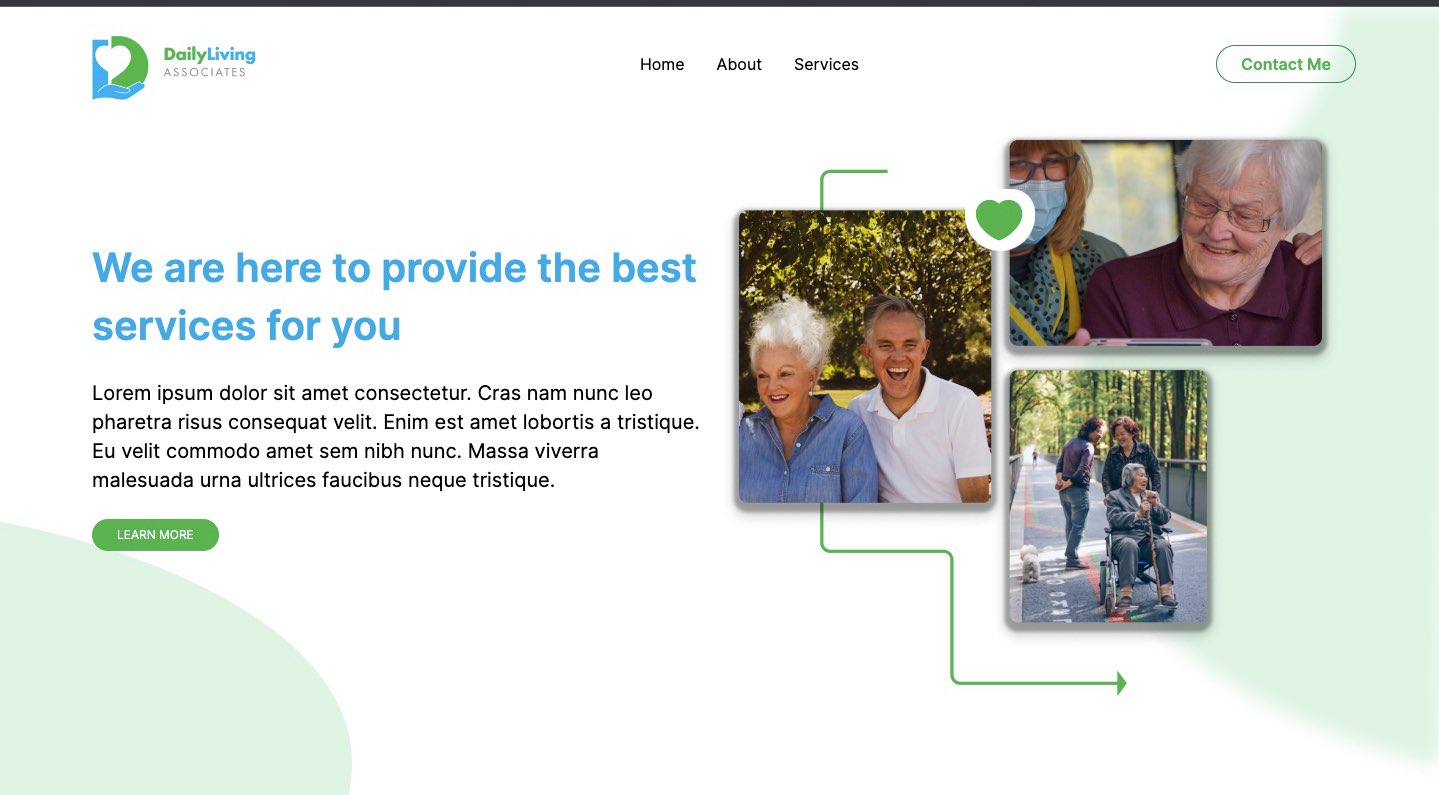 DailyLiving
ASSOCIATES
Home About Services
Contact Me
We are here to provide the best
services for you
Lorem ipsum dolor sit amet consectetur. Cras nam nunc leo
pharetra risus consequat velit. Enim est amet lobortis a tristique.
Eu velit commodo amet sem nibh nunc. Massa viverra
malesuada urna ultrices faucibus neque tristique.
LEARN MORE